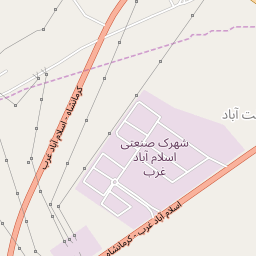 کرمانشاه - اسلام آباد غرب
ت آباد
شهرک صنعتی
اسلام آباد
غرب
اسلام آباد غرب - کرمانشاه